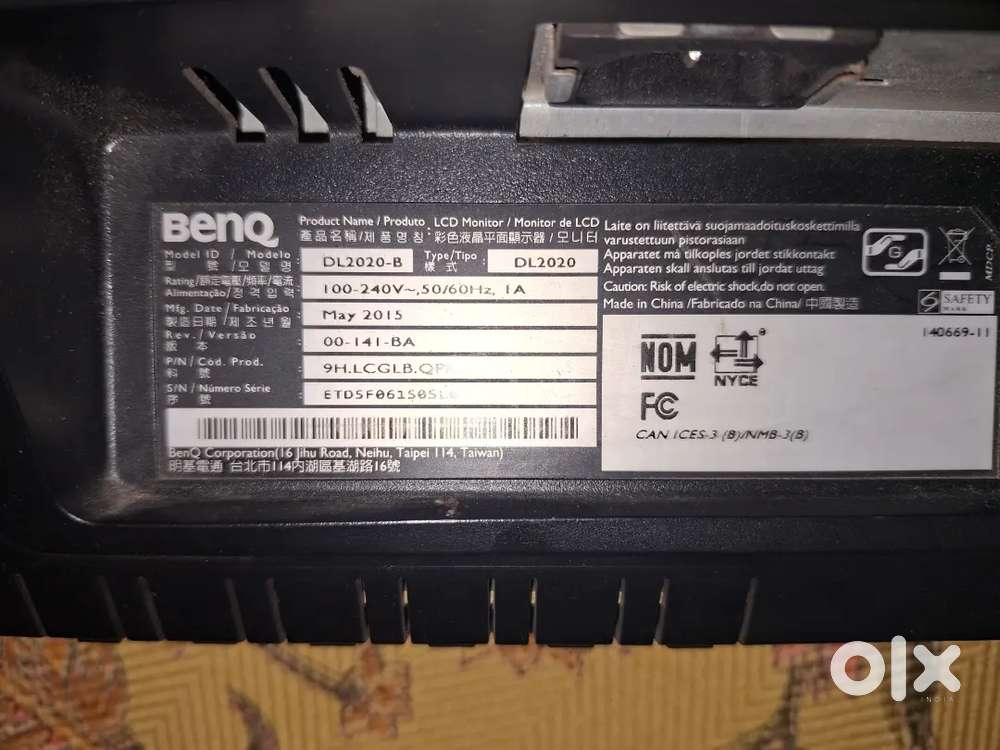 BenQ
Product Name / Produto LCD Monitor / Monitor de LCD
產品名稱/제품명칭: 彩色液晶平面顯示器 / 모니터
Model ID / Modelo
型 號 /모델명 : DL2020-B
Type/Tipo
樣 式 : DL2020
Rating/額定電壓/頻率/電流
Alimentação/정격입력 : 100-240V~,50/60Hz, 1A
Mfg. Date / Fabricação
製造日期 / 제조년월 : May 2015
Rev. / Versão
版 本 : 00-141-BA
P/N / Cód. Prod.
料 號 : 9H.LCGLB.
S/N / Número Série
序 號 : ETD5F061505
BenQ Corporation(16 Jihu Road, Neihu, Taipei 114, Taiwan)
明基電通 台北市114內湖區基湖路16號
Laite on liitettävä suojamaadoituskoskettimilla
varustettuun pistorasiaan
Apparatet må tilkoples jordet stikkontakt
Apparaten skall anslutas till jordat uttag
Caution: Risk of electric shock,do not open.
Made in China /Fabricado na China/ 中國製造
G
MDCP
S SAFETY
MARK
140669-11
NOM
NYCE
FC
CAN ICES-3 (B)/NMB-3(B)
olx
INDIA